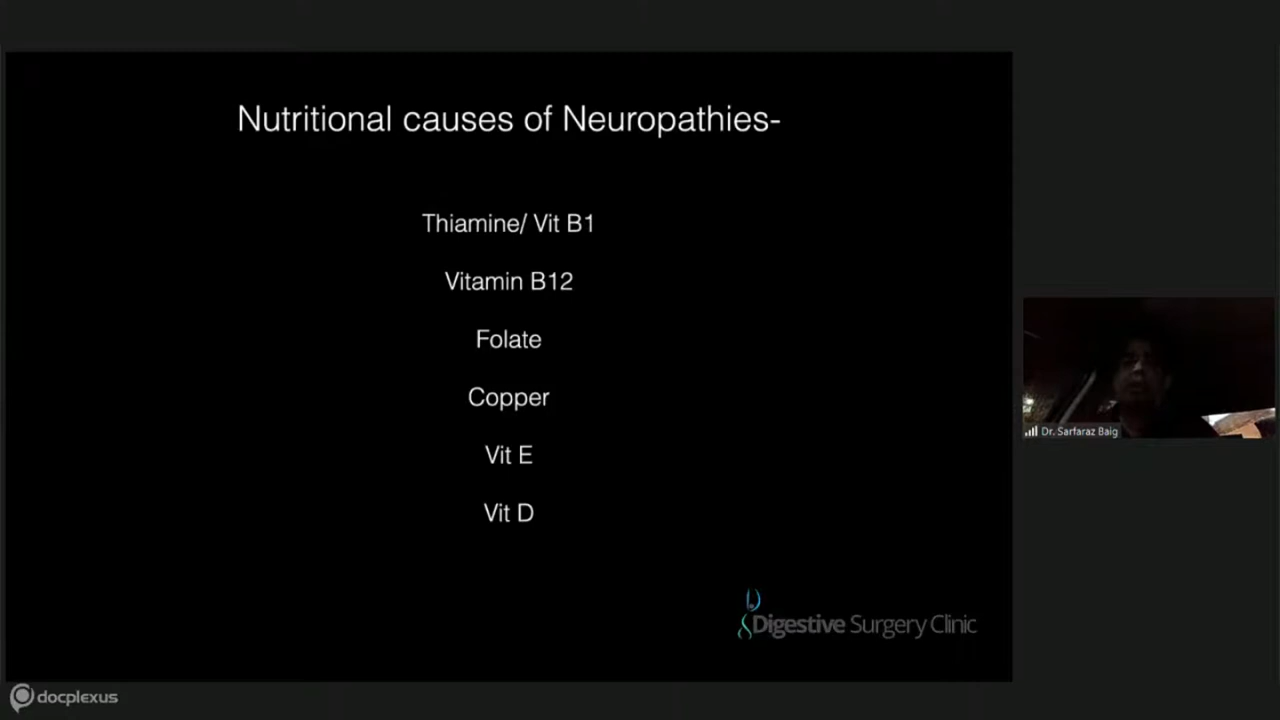 Nutritional causes of Neuropathies-
Thiamine/ Vit B1
Vitamin B12
Folate
Copper
Vit E
Vit D
Digestive Surgery Clinic
Dr. Sarfaraz Baig
docplexus